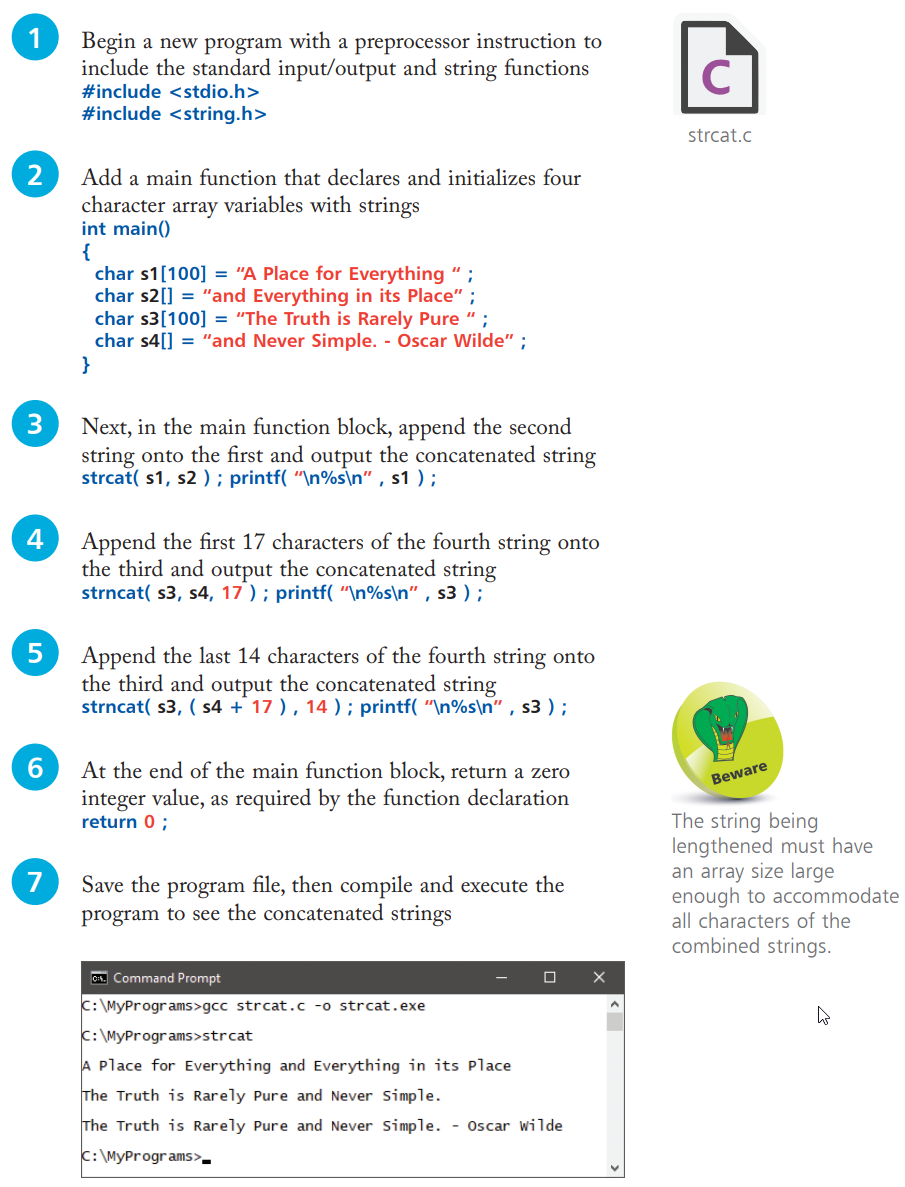 1
Begin a new program with a preprocessor instruction to
include the standard input/output and string functions
#include <stdio.h>
#include <string.h>
C
strcat.c
2
Add a main function that declares and initializes four
character array variables with strings
int main()
{
char s1[100] = “A Place for Everything “ ;
char s2[] = “and Everything in its Place” ;
char s3[100] = “The Truth is Rarely Pure “ ;
char s4[] = “and Never Simple. - Oscar Wilde” ;
}
3
Next, in the main function block, append the second
string onto the first and output the concatenated string
strcat( s1, s2 ) ; printf( “\n%s\n” , s1 ) ;
4
Append the first 17 characters of the fourth string onto
the third and output the concatenated string
strncat( s3, s4, 17 ) ; printf( “\n%s\n” , s3 ) ;
5
Append the last 14 characters of the fourth string onto
the third and output the concatenated string
strncat( s3, ( s4 + 17 ) , 14 ) ; printf( “\n%s\n” , s3 ) ;
6
At the end of the main function block, return a zero
integer value, as required by the function declaration
return 0 ;
7
Save the program file, then compile and execute the
program to see the concatenated strings
Beware
The string being
lengthened must have
an array size large
enough to accommodate
all characters of the
combined strings.
C:\. Command Prompt
C:\MyPrograms>gcc strcat.c -o strcat.exe
C:\MyPrograms>strcat
A Place for Everything and Everything in its Place
The Truth is Rarely Pure and Never Simple.
The Truth is Rarely Pure and Never Simple. - Oscar Wilde
C:\MyPrograms>